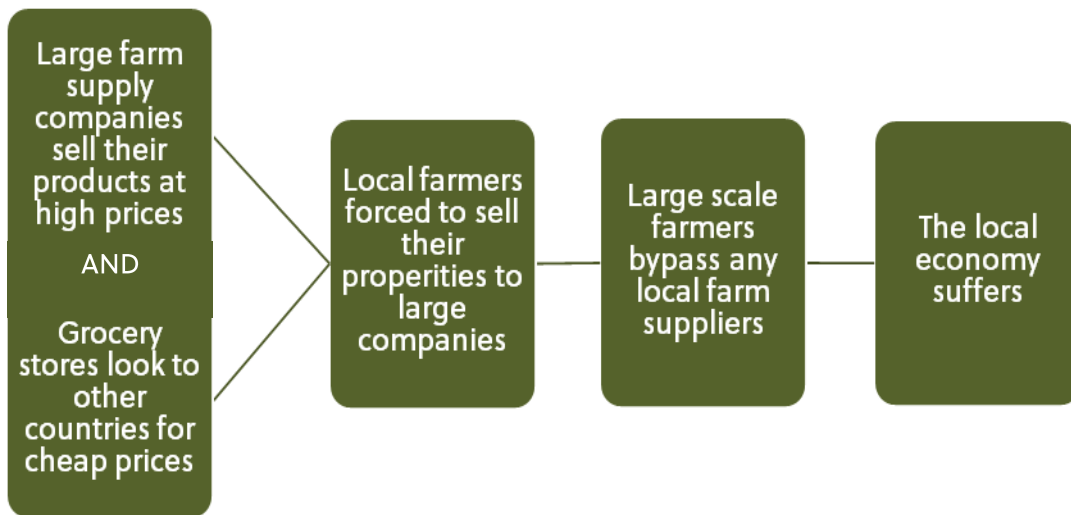 Large farm
supply
companies
sell their
products at
high prices
AND
Grocery
stores look to
other
countries for
cheap prices
Local farmers
forced to sell
their
properities to
large
companies
Large scale
farmers
bypass any
local farm
suppliers
The local
economy
suffers